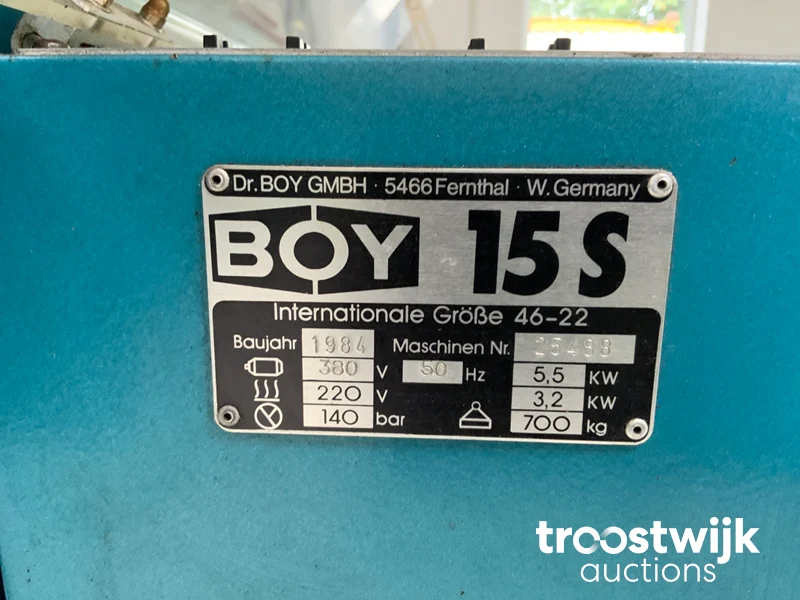 Dr. BOY GMBH · 5466 Fernthal · W. Germany
BOY 15 S
Internationale Größe 46-22
Baujahr 1984 Maschinen Nr. 25488
380 V 50 Hz 5,5 KW
220 V 3,2 KW
140 bar 700 kg
troostwijk
auctions